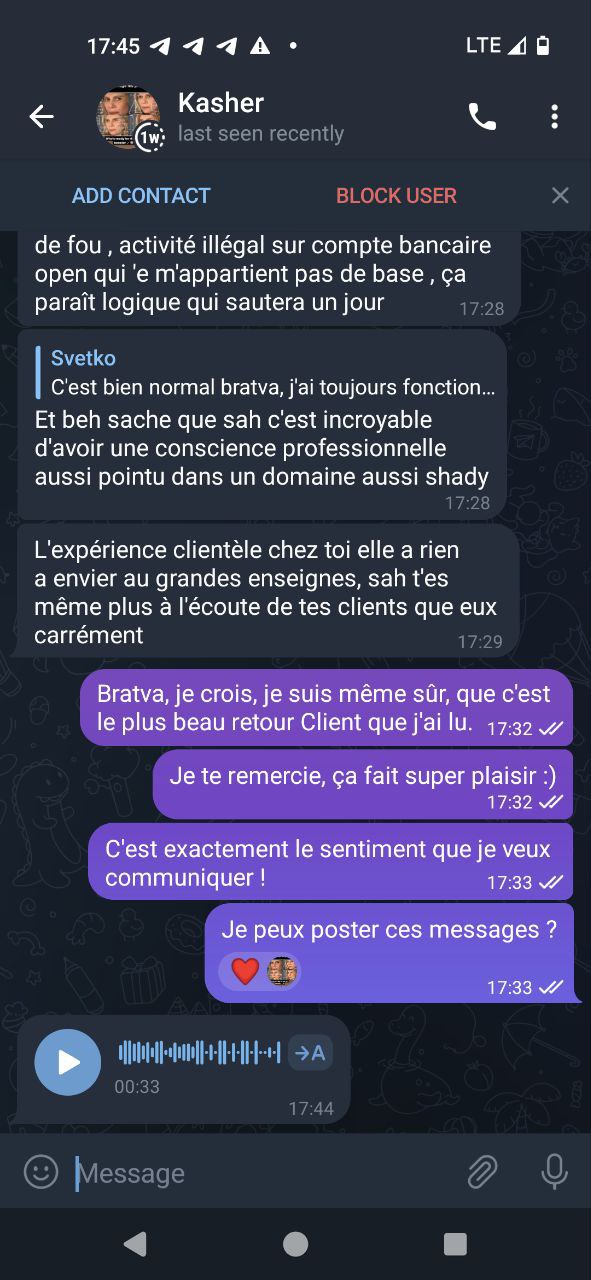 17:45
LTE
Kasher
1w
last seen recently
ADD CONTACT
BLOCK USER
de fou , activité illégal sur compte bancaire
open qui 'e m'appartient pas de base , ça
paraît logique qui sautera un jour
17:28
Svetko
C'est bien normal bratva, j'ai toujours fonction...
Et beh sache que sah c'est incroyable
d'avoir une conscience professionnelle
aussi pointu dans un domaine aussi shady
17:28
L'expérience clientèle chez toi elle a rien
a envier au grandes enseignes, sah t'es
même plus à l'écoute de tes clients que eux
carrément
17:29
Bratva, je crois, je suis même sûr, que c'est
le plus beau retour Client que j'ai lu.
17:32
Je te remercie, ça fait super plaisir :)
17:32
C'est exactement le sentiment que je veux
communiquer !
17:33
Je peux poster ces messages ?
17:33
→A
00:33
17:44
Message